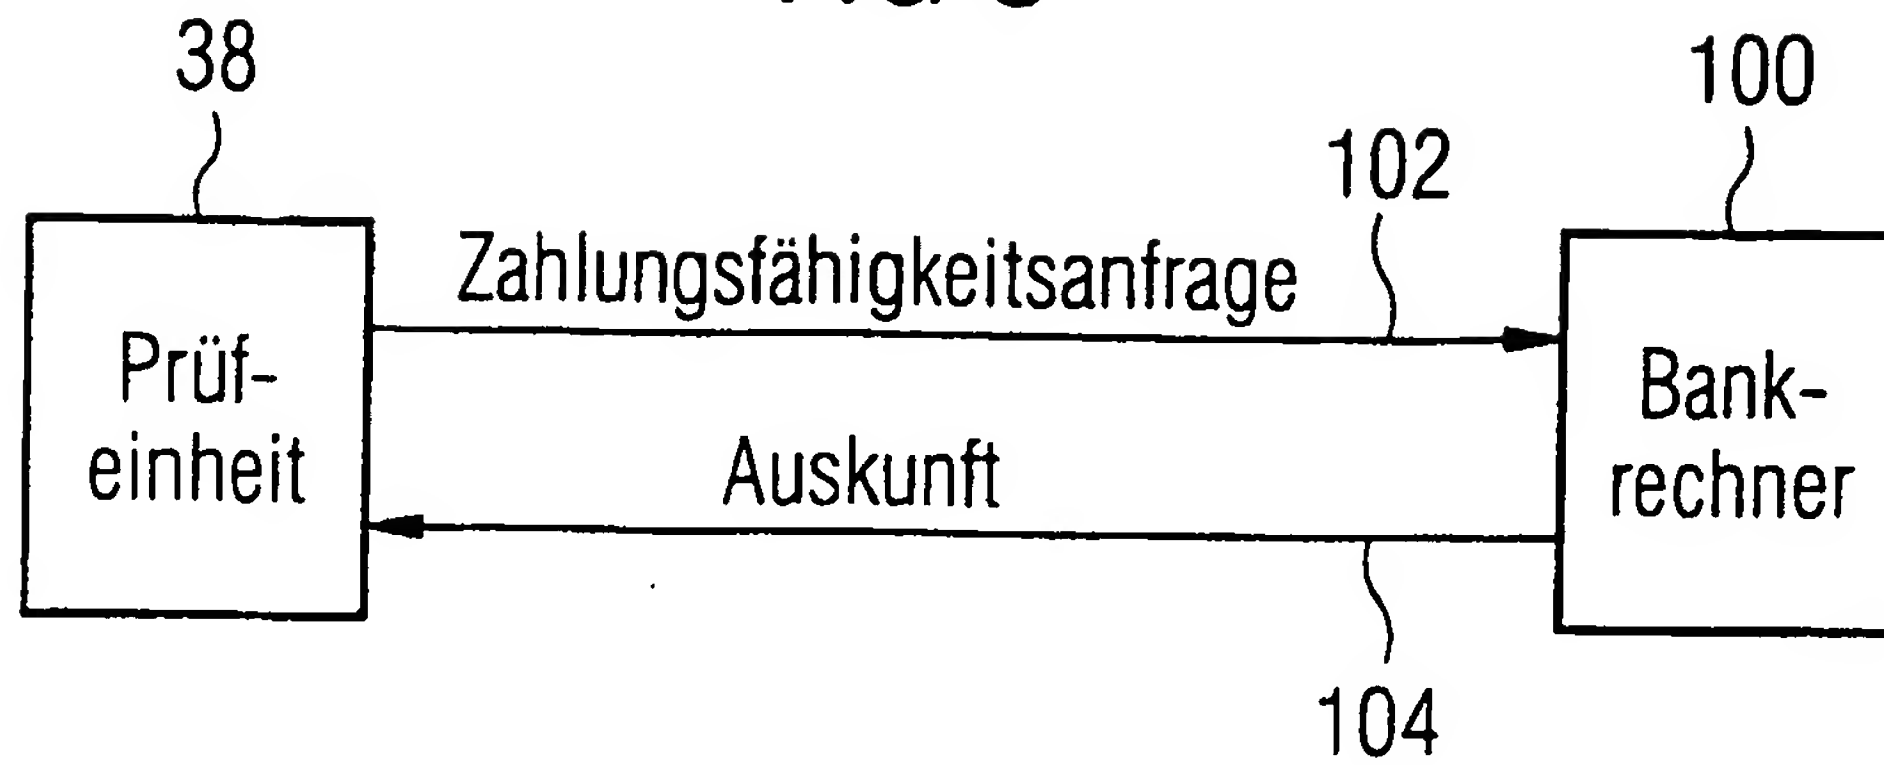 38
100
102
Zahlungsfähigkeitsanfrage
Prüf-
einheit
Bank-
rechner
Auskunft
104